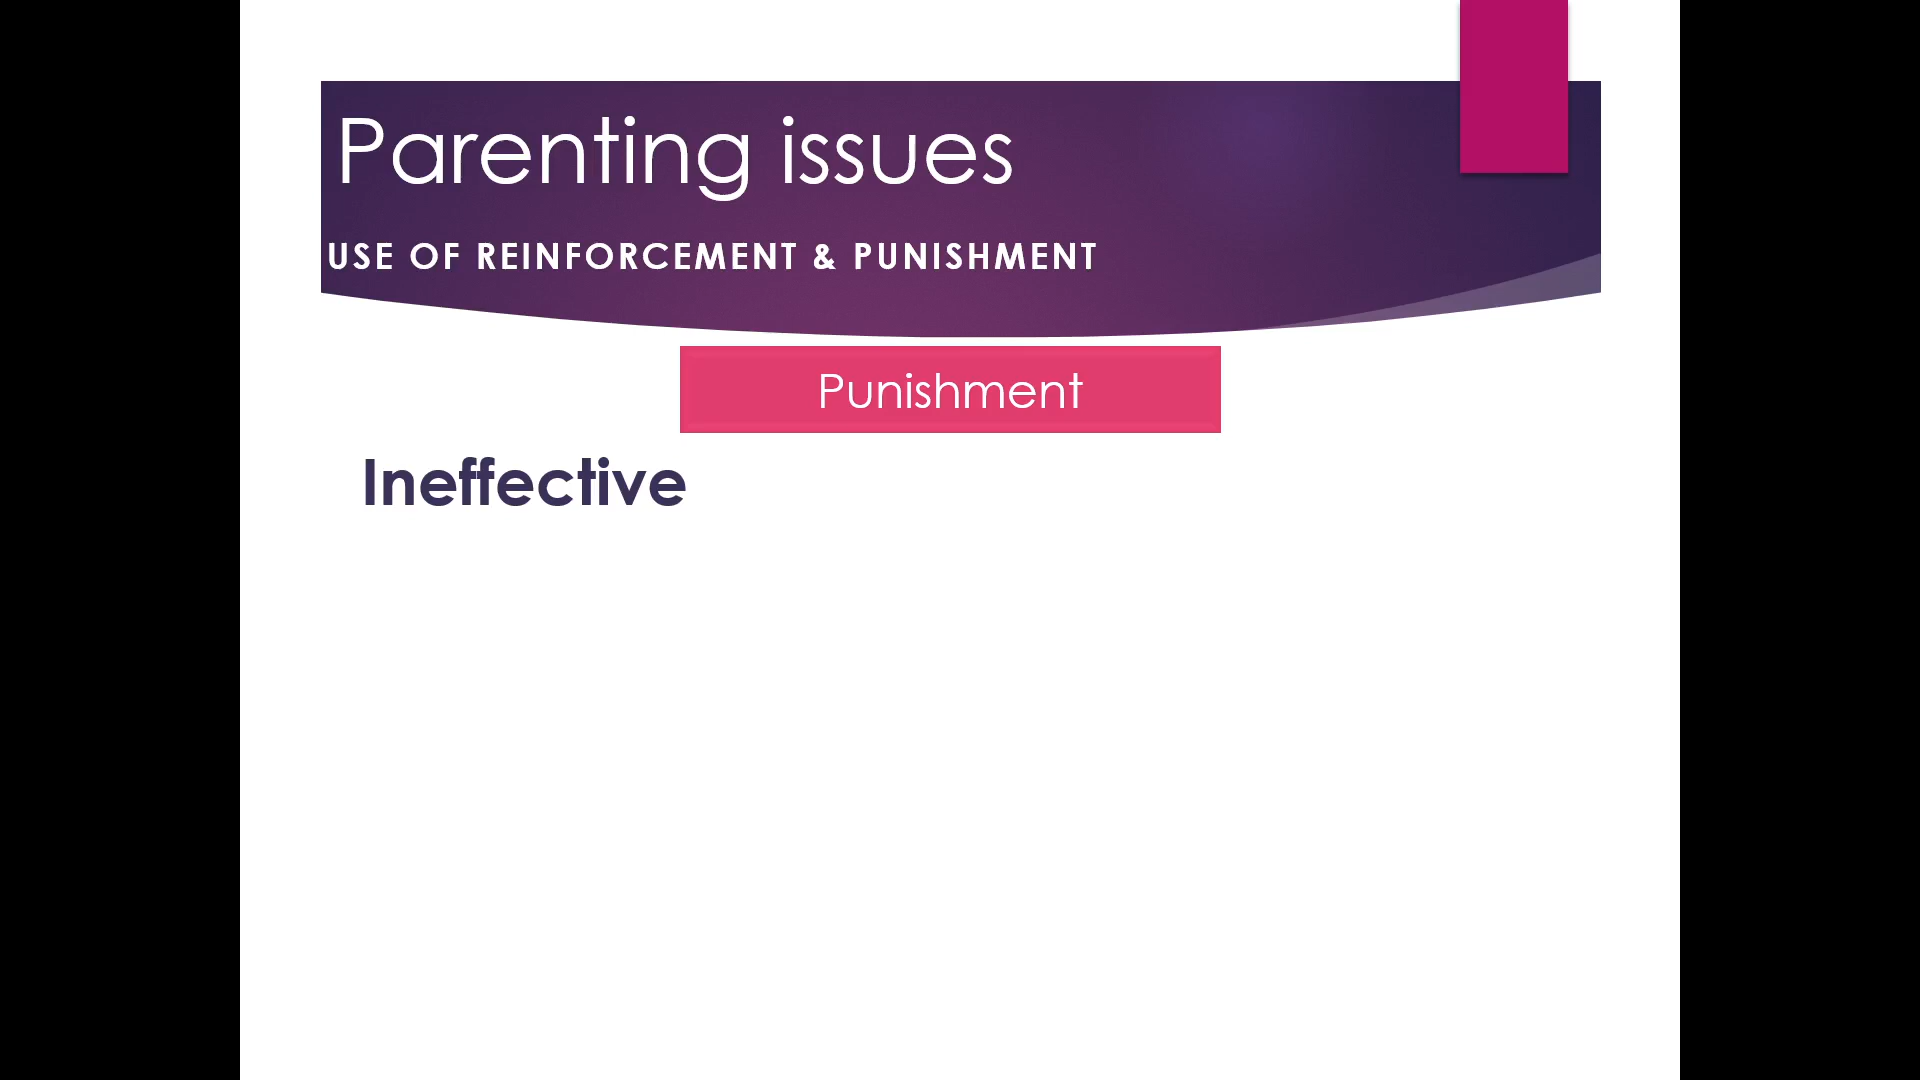 Parenting issues
USE OF REINFORCEMENT & PUNISHMENT
Punishment
Ineffective